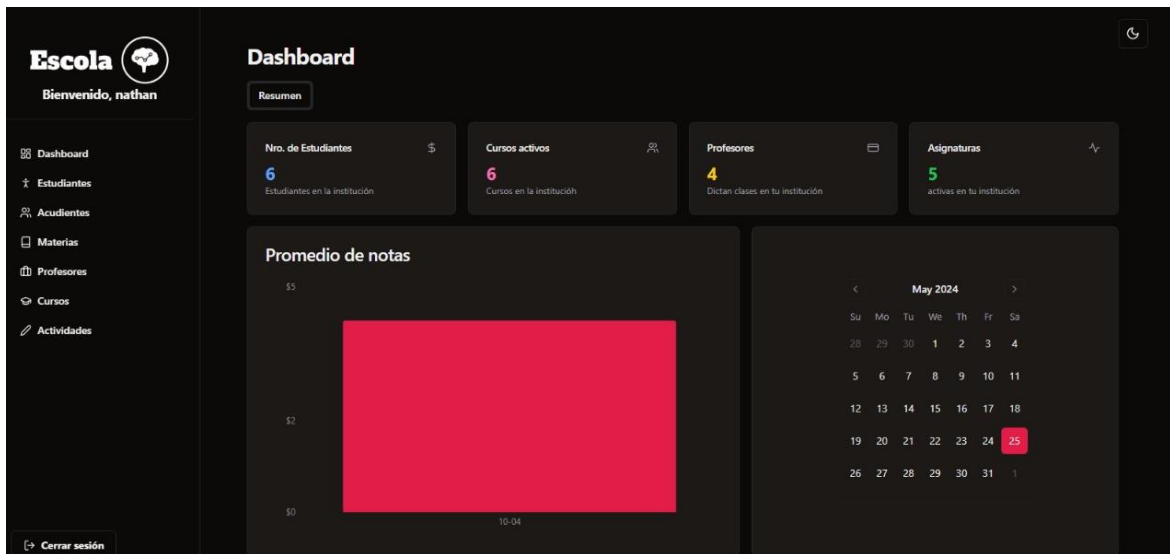 Escola
Bienvenido, nathan
Dashboard
Estudiantes
Acudientes
Materias
Profesores
Cursos
Actividades
Cerrar sesión
Dashboard
Resumen
Nro. de Estudiantes
6
Estudiantes en la institución
Cursos activos
6
Cursos en la institucióh
Profesores
4
Dictan clases en tu institución
Asignaturas
5
activas en tu institución
Promedio de notas
$5
$2
$0
10-04
May 2024
Su Mo Tu We Th Fr Sa
28 29 30 1 2 3 4
5 6 7 8 9 10 11
12 13 14 15 16 17 18
19 20 21 22 23 24 25
26 27 28 29 30 31 1